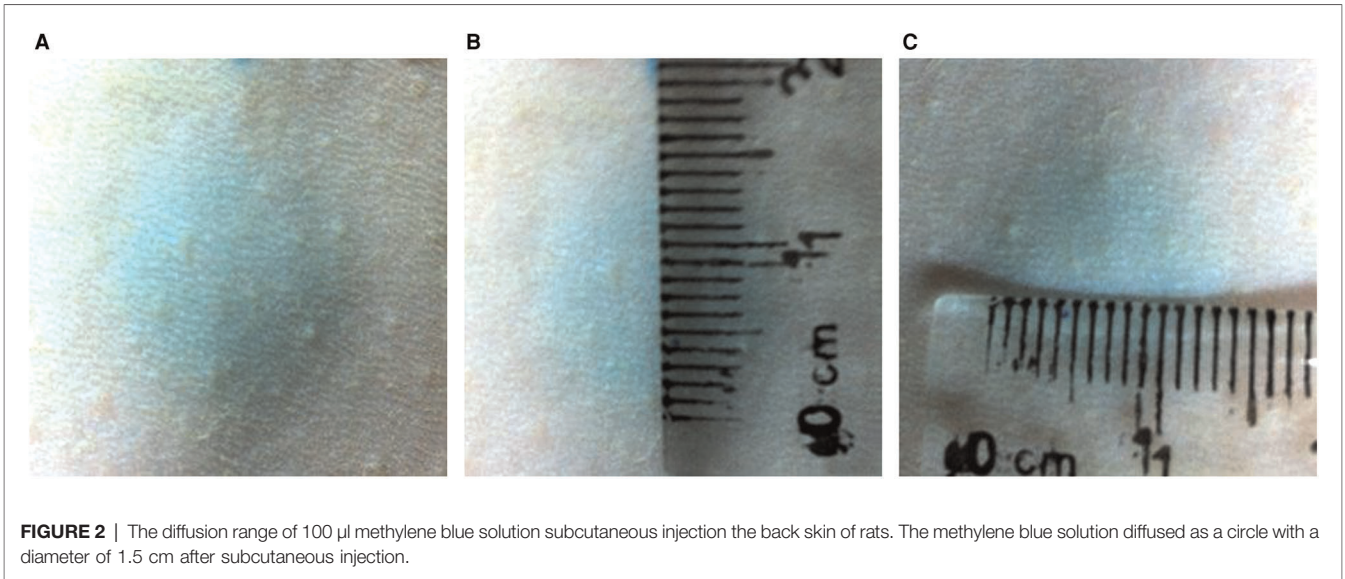 A
B
C
1
0 cm
0 cm
1
FIGURE 2 | The diffusion range of 100 µl methylene blue solution subcutaneous injection the back skin of rats. The methylene blue solution diffused as a circle with a
diameter of 1.5 cm after subcutaneous injection.